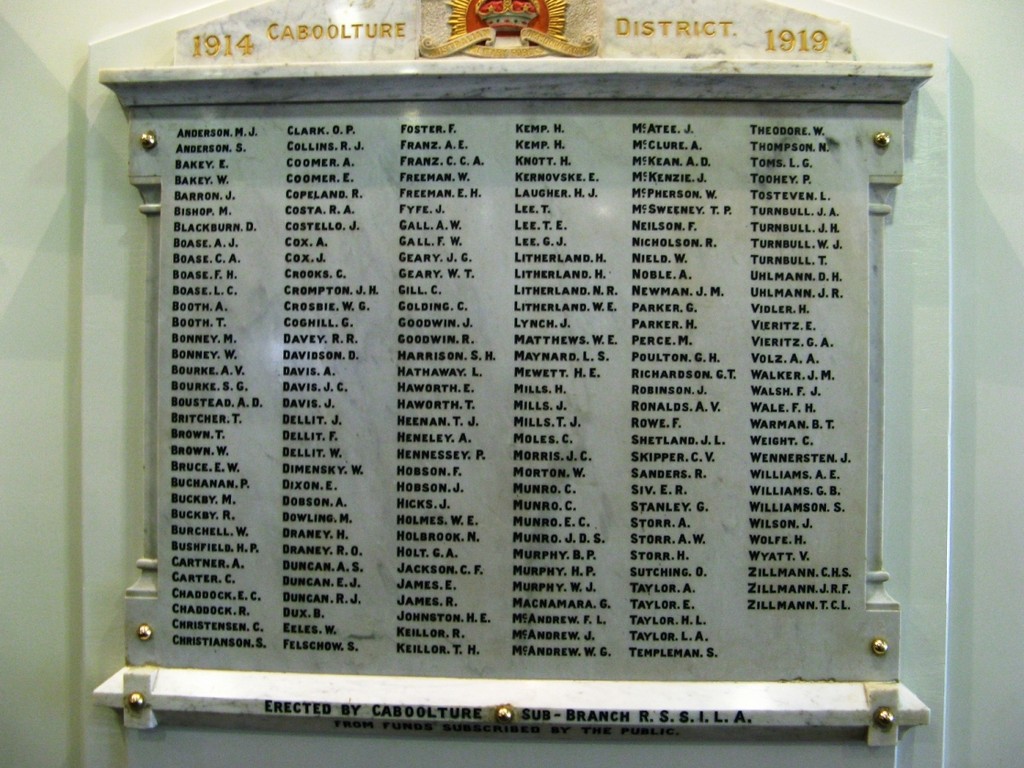 1914 CABOOLTURE DISTRICT. 1919
ANDERSON. M. J.
ANDERSON. S.
BAKEY. E.
BAKEY. W.
BARRON. J.
BISHOP. M.
BLACKBURN. D.
BOASE. A. J.
BOASE. C. A.
BOASE. F. H.
BOASE. L. C.
BOOTH. A.
BOOTH. T.
BONNEY. M.
BONNEY. W.
BOURKE. A. V.
BOURKE. S. G.
BOUSTEAD. A. D.
BRITCHER. T.
BROWN. T.
BROWN. W.
BRUCE. E. W.
BUCHANAN. P.
BUCKBY. M.
BUCKBY. R.
BURCHELL. W.
BUSHFIELD. H. P.
CARTNER. A.
CARTER. C.
CHADDOCK. E. C.
CHADDOCK. R.
CHRISTENSEN. C.
CHRISTIANSON. S.
CLARK. O. P.
COLLINS. R. J.
COOMER. A.
COOMER. E.
COPELAND. R.
COSTA. R. A.
COSTELLO. J.
COX. A.
COX. J.
CROOKS. C.
CROMPTON. J. H.
CROSBIE. W. G.
COGHILL. G.
DAVEY. R. R.
DAVIDSON. D.
DAVIS. A.
DAVIS. J. C.
DAVIS. J.
DELLIT. J.
DELLIT. F.
DELLIT. W.
DIMENSKY. W.
DIXON. E.
DOBSON. A.
DOWLING. M.
DRANEY. H.
DRANEY. R. O.
DUNCAN. A. S.
DUNCAN. E. J.
DUNCAN. R. J.
DUX. B.
EELES. W.
FELSCHOW. S.
FOSTER. F.
FRANZ. A. E.
FRANZ. C. C. A.
FREEMAN. W.
FREEMAN. E. H.
FYFE. J.
GALL. A. W.
GALL. F. W.
GEARY. J. G.
GEARY. W. T.
GILL. C.
GOLDING. C.
GOODWIN. J.
GOODWIN. R.
HARRISON. S. H.
HATHAWAY. L.
HAWORTH. E.
HAWORTH. T.
HEENAN. T. J.
HENELEY. A.
HENNESSEY. P.
HOBSON. F.
HOBSON. J.
HICKS. J.
HOLMES. W. E.
HOLBROOK. N.
HOLT. G. A.
JACKSON. C. F.
JAMES. E.
JAMES. R.
JOHNSTON. H. E.
KEILLOR. R.
KEILLOR. T. H.
KEMP. H.
KEMP. H.
KNOTT. H.
KERNOVSKE. E.
LAUGHER. H. J.
LEE. T.
LEE. T. E.
LEE. G. J.
LITHERLAND. H.
LITHERLAND. H.
LITHERLAND. N. R.
LITHERLAND. W. E.
LYNCH. J.
MATTHEWS. W. E.
MAYNARD. L. S.
MEWETT. H. E.
MILLS. H.
MILLS. J.
MILLS. T. J.
MOLES. C.
MORRIS. J. C.
MORTON. W.
MUNRO. C.
MUNRO. C.
MUNRO. E. C.
MUNRO. J. D. S.
MURPHY. B. P.
MURPHY. H. P.
MURPHY. W. J.
MACNAMARA. G.
McANDREW. F. L.
McANDREW. J.
McANDREW. W. G.
McATEE. J.
McCLURE. A.
McKEAN. A. D.
McKENZIE. J.
McPHERSON. W.
McSWEENEY. T. P.
NEILSON. F.
NICHOLSON. R.
NIELD. W.
NOBLE. A.
NEWMAN. J. M.
PARKER. G.
PARKER. H.
PERCE. M.
POULTON. G. H.
RICHARDSON. G. T.
ROBINSON. J.
RONALDS. A. V.
ROWE. F.
SHETLAND. J. L.
SKIPPER. C. V.
SANDERS. R.
SIV. E. R.
STANLEY. G.
STORR. A.
STORR. A. W.
STORR. H.
SUTCHING. O.
TAYLOR. A.
TAYLOR. E.
TAYLOR. H. L.
TAYLOR. L. A.
TEMPLEMAN. S.
THEODORE. W.
THOMPSON. N.
TOMS. L. G.
TOOHEY. P.
TOSTEVEN. L.
TURNBULL. J. A.
TURNBULL. J. H.
TURNBULL. W. J.
TURNBULL. T.
UHLMANN. D. H.
UHLMANN. J. R.
VIDLER. H.
VIERITZ. E.
VIERITZ. G. A.
VOLZ. A. A.
WALKER. J. M.
WALSH. F. J.
WALE. F. H.
WARMAN. B. T.
WEIGHT. C.
WENNERSTEN. J.
WILLIAMS. A. E.
WILLIAMS. G. B.
WILLIAMSON. S.
WILSON. J.
WOLFE. H.
WYATT. V.
ZILLMANN. C. H. S.
ZILLMANN. J. R. F.
ZILLMANN. T. C. L.
ERECTED BY CABOOLTURE SUB-BRANCH R. S. S. I. L. A.
FROM FUNDS SUBSCRIBED BY THE PUBLIC.